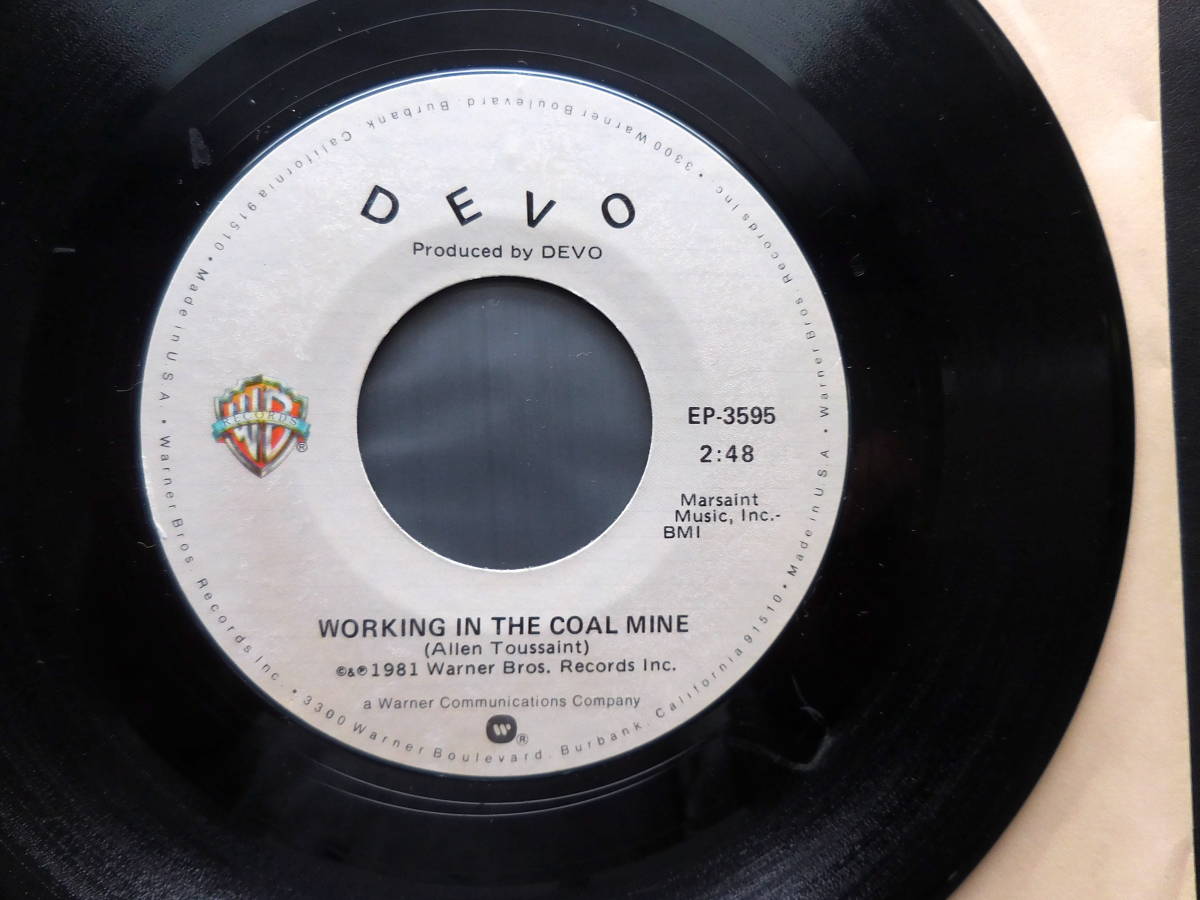 DEVO
Produced by DEVO
WB
RECORDS
®
EP-3595
2:48
Marsaint
Music, Inc.-
BMI
WORKING IN THE COAL MINE
(Allen Toussaint)
©&℗1981 Warner Bros. Records Inc.
a Warner Communications Company
®
Warner Bros. Records Inc. • 3300 Warner Boulevard. Burbank. California 91510 • Made in U.S.A. • Warner Bros. Records Inc. • 3300 Warner Boulevard. Burbank. California 91510 • Made in U.S.A. •